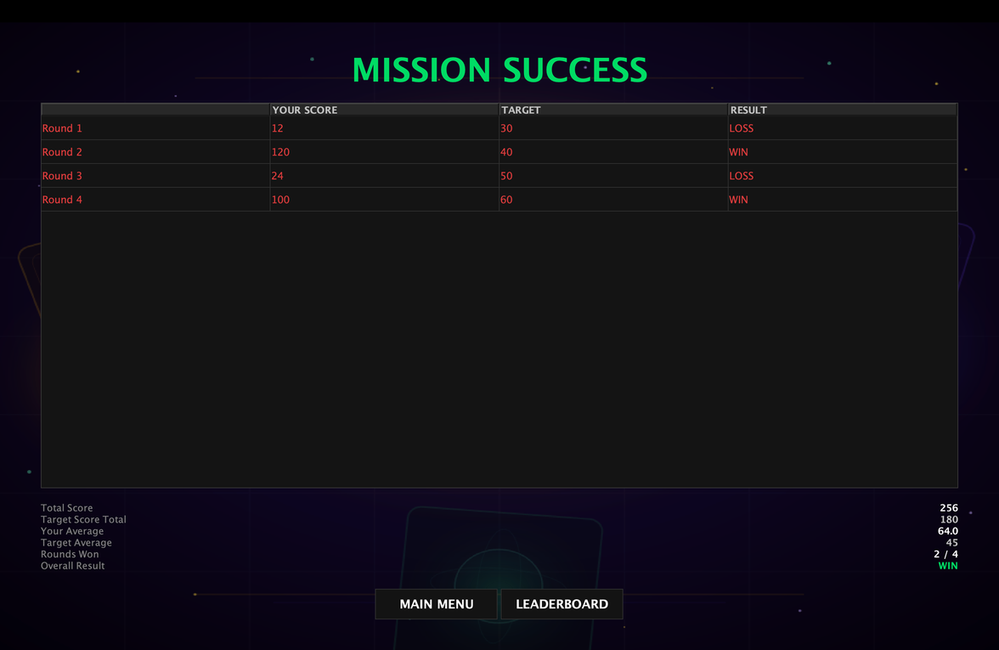 MISSION SUCCESS
YOUR SCORE TARGET RESULT
Round 1 12 30 LOSS
Round 2 120 40 WIN
Round 3 24 50 LOSS
Round 4 100 60 WIN
Total Score 256
Target Score Total 180
Your Average 64.0
Target Average 45
Rounds Won 2 / 4
Overall Result WIN
MAIN MENU LEADERBOARD